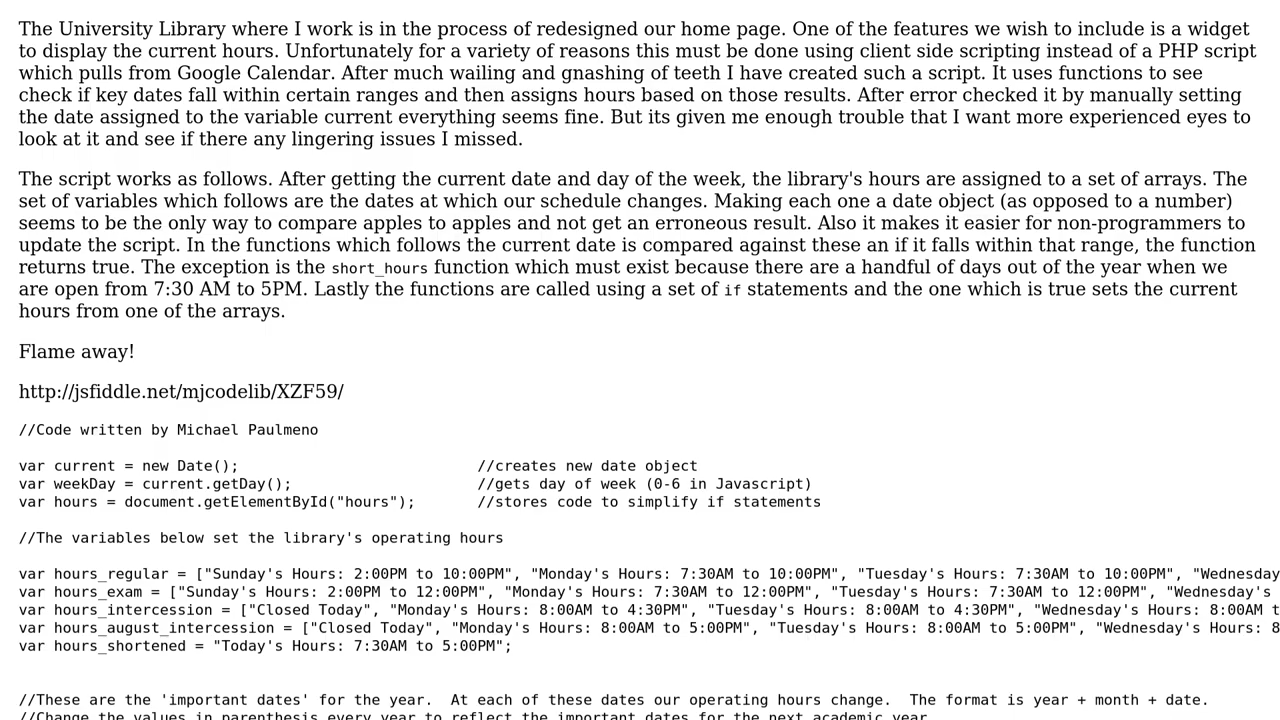 The University Library where I work is in the process of redesigned our home page. One of the features we wish to include is a widget
to display the current hours. Unfortunately for a variety of reasons this must be done using client side scripting instead of a PHP script
which pulls from Google Calendar. After much wailing and gnashing of teeth I have created such a script. It uses functions to see
check if key dates fall within certain ranges and then assigns hours based on those results. After error checked it by manually setting
the date assigned to the variable current everything seems fine. But its given me enough trouble that I want more experienced eyes to
look at it and see if there any lingering issues I missed.
The script works as follows. After getting the current date and day of the week, the library's hours are assigned to a set of arrays. The
set of variables which follows are the dates at which our schedule changes. Making each one a date object (as opposed to a number)
seems to be the only way to compare apples to apples and not get an erroneous result. Also it makes it easier for non-programmers to
update the script. In the functions which follows the current date is compared against these an if it falls within that range, the function
returns true. The exception is the short_hours function which must exist because there are a handful of days out of the year when we
are open from 7:30 AM to 5PM. Lastly the functions are called using a set of if statements and the one which is true sets the current
hours from one of the arrays.
Flame away!
http://jsfiddle.net/mjcodelib/XZF59/
//Code written by Michael Paulmeno
var current = new Date(); //creates new date object
var weekDay = current.getDay(); //gets day of week (0-6 in Javascript)
var hours = document.getElementById("hours"); //stores code to simplify if statements
//The variables below set the library's operating hours
var hours_regular = ["Sunday's Hours: 2:00PM to 10:00PM", "Monday's Hours: 7:30AM to 10:00PM", "Tuesday's Hours: 7:30AM to 10:00PM", "Wednesday
var hours_exam = ["Sunday's Hours: 2:00PM to 12:00PM", "Monday's Hours: 7:30AM to 12:00PM", "Tuesday's Hours: 7:30AM to 12:00PM", "Wednesday's
var hours_intercession = ["Closed Today", "Monday's Hours: 8:00AM to 4:30PM", "Tuesday's Hours: 8:00AM to 4:30PM", "Wednesday's Hours: 8:00AM t
var hours_august_intercession = ["Closed Today", "Monday's Hours: 8:00AM to 5:00PM", "Tuesday's Hours: 8:00AM to 5:00PM", "Wednesday's Hours: 8
var hours_shortened = "Today's Hours: 7:30AM to 5:00PM";
//These are the 'important dates' for the year. At each of these dates our operating hours change. The format is year + month + date.
//Change the values in parenthesis every year to reflect the important dates for the next academic year